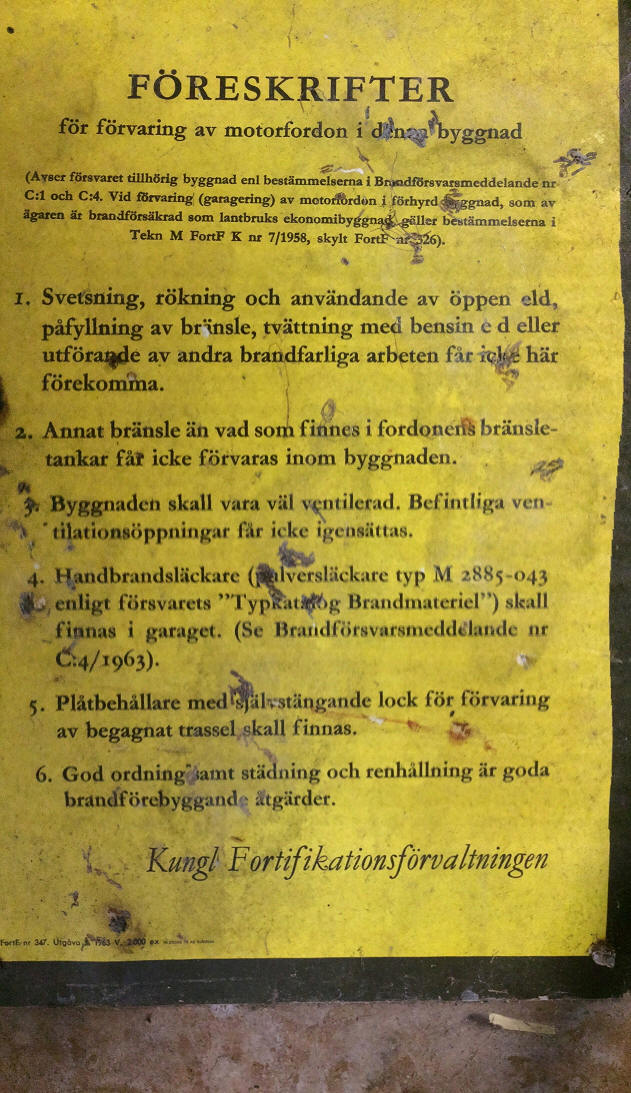 FÖRESKRIFTER
för förvaring av motorfordon i denna byggnad
(Avser försvaret tillhörig byggnad enl bestämmelserna i Brandförsvarsmeddelande nr
C:1 och C:4. Vid förvaring (garagering) av motorfordon i förhyrd byggnad, som av
ägaren är brandförsäkrad som lantbruks ekonomibyggnad, gäller bestämmelserna i
Tekn M FortF K nr 7/1958, skylt FortF nr 326).
1. Svetsning, rökning och användande av öppen eld,
påfyllning av bränsle, tvättning med bensin e d eller
utförande av andra brandfarliga arbeten får icke här
förekomma.
2. Annat bränsle än vad som finnes i fordonens bränsle-
tankar får icke förvaras inom byggnaden.
3. Byggnaden skall vara väl ventilerad. Befintliga ven-
tilationsöppningar får icke igensättas.
4. Handbrandsläckare (pulversläckare typ M 2885-043
enligt försvarets ”Typkatalog Brandmateriel”) skall
finnas i garaget. (Se Brandförsvarsmeddelande nr
C:4/1963).
5. Plåtbehållare med självstängande lock för förvaring
av begagnat trassel skall finnas.
6. God ordning samt städning och renhållning är goda
brandförebyggande åtgärder.
Kungl Fortifikationsförvaltningen
FortF nr 347. Utgåva 1963 V. 2000 ex